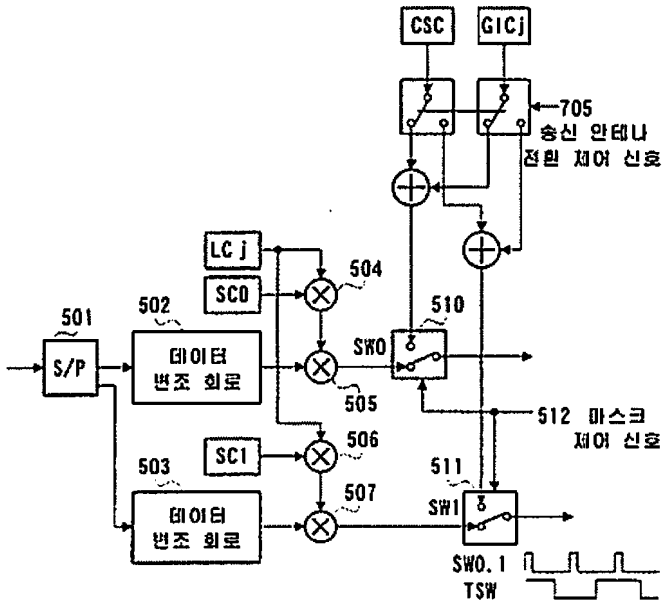 CSC
GICj
705
송신 안테나
전환 제어 신호
LCj
SC0
504
501
502
510
S/P
데이터
변조 회로
SW0
505
512 마스크
제어 신호
506
SC1
503
507
511
데이터
변조 회로
SW1
SW0.1
TSW